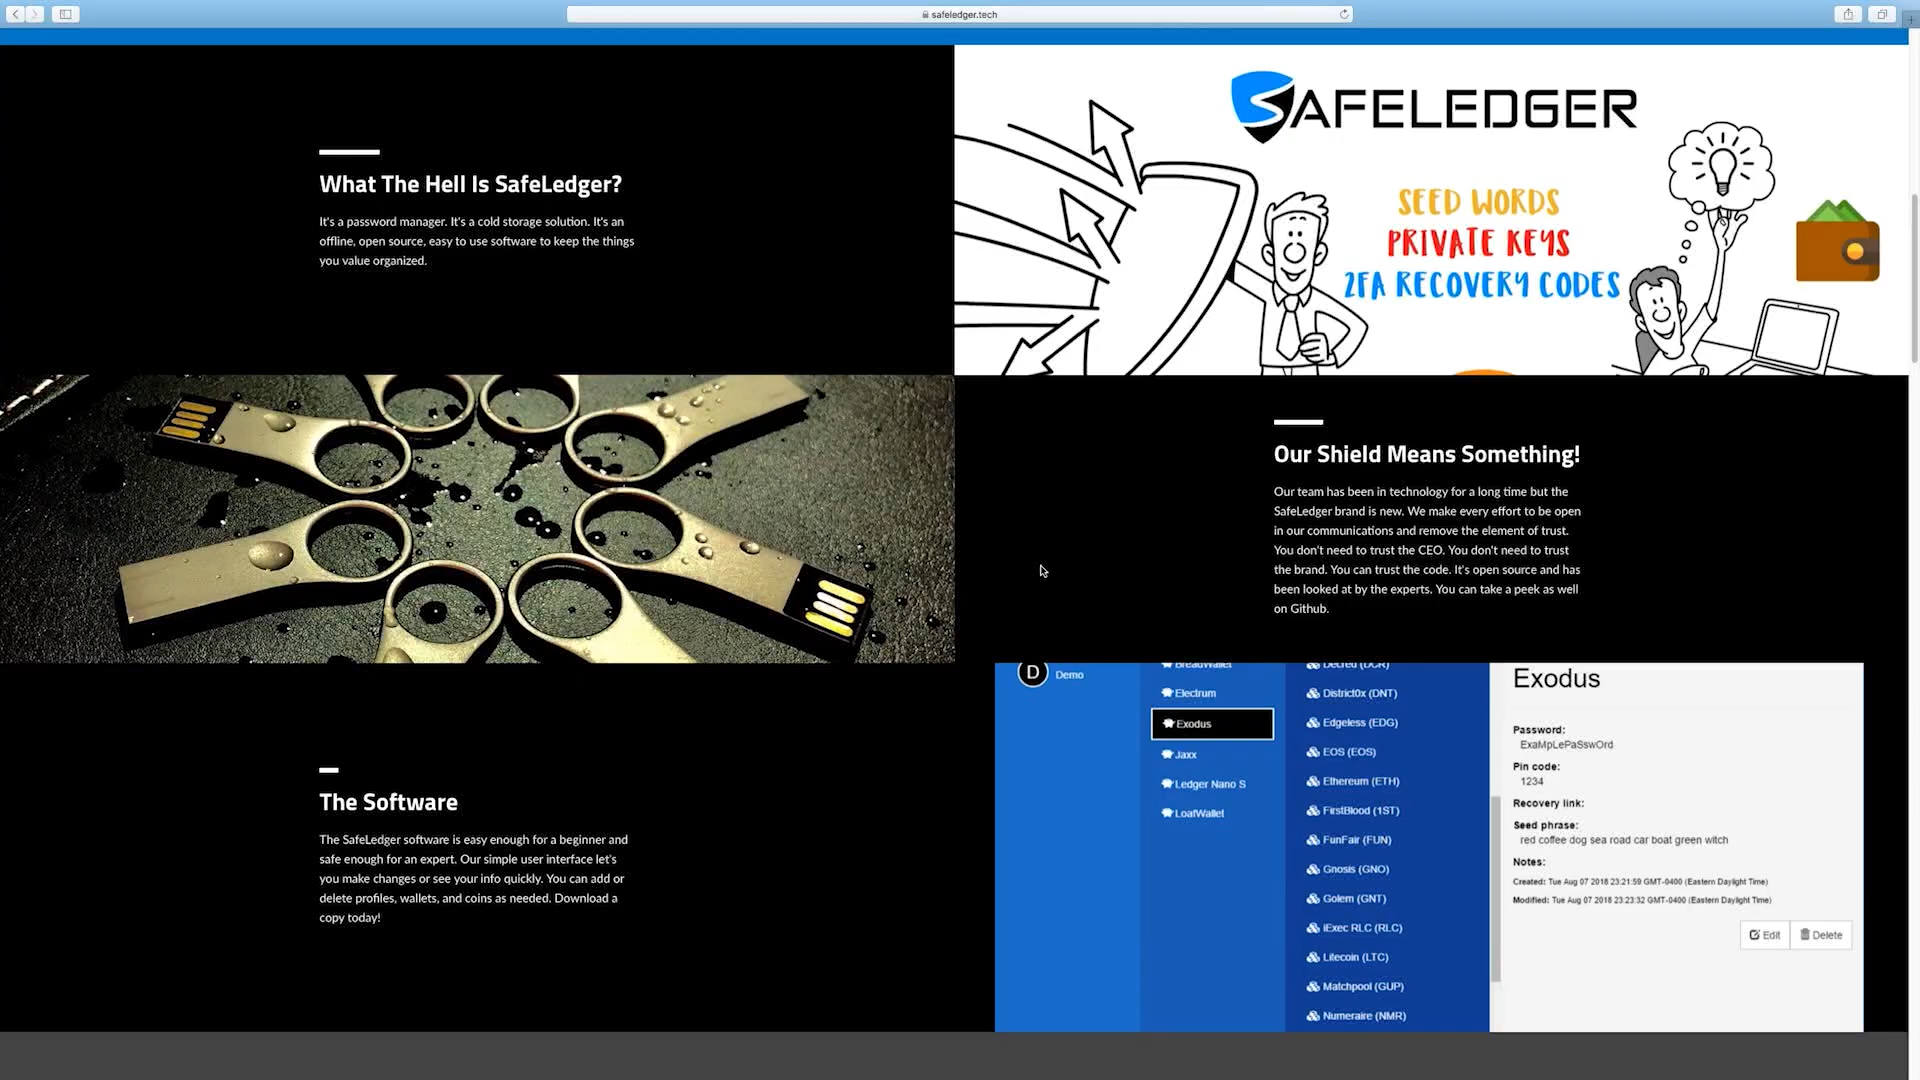 safeledger.tech
What The Hell Is SafeLedger?
It's a password manager. It's a cold storage solution. It's an
offline, open source, easy to use software to keep the things
you value organized.
SAFELEDGER
SEED WORDS
PRIVATE KEYS
2FA RECOVERY CODES
Our Shield Means Something!
Our team has been in technology for a long time but the
SafeLedger brand is new. We make every effort to be open
in our communications and remove the element of trust.
You don't need to trust the CEO. You don't need to trust
the brand. You can trust the code. It's open source and has
been looked at by the experts. You can take a peek as well
on Github.
The Software
The SafeLedger software is easy enough for a beginner and
safe enough for an expert. Our simple user interface let's
you make changes or see your info quickly. You can add or
delete profiles, wallets, and coins as needed. Download a
copy today!
D
Demo
BreadWallet
Electrum
Exodus
Jaxx
Ledger Nano S
LoafWallet
Decred (DCR)
District0x (DNT)
Edgeless (EDG)
EOS (EOS)
Ethereum (ETH)
FirstBlood (1ST)
FunFair (FUN)
Gnosis (GNO)
Golem (GNT)
iExec RLC (RLC)
Litecoin (LTC)
Matchpool (GUP)
Numeraire (NMR)
Exodus
Password:
ExaMpLePaSswOrd
Pin code:
1234
Recovery link:
Seed phrase:
red coffee dog sea road car boat green witch
Notes:
Created: Tue Aug 07 2018 23:21:59 GMT-0400 (Eastern Daylight Time)
Modified: Tue Aug 07 2018 23:23:32 GMT-0400 (Eastern Daylight Time)
Edit
Delete